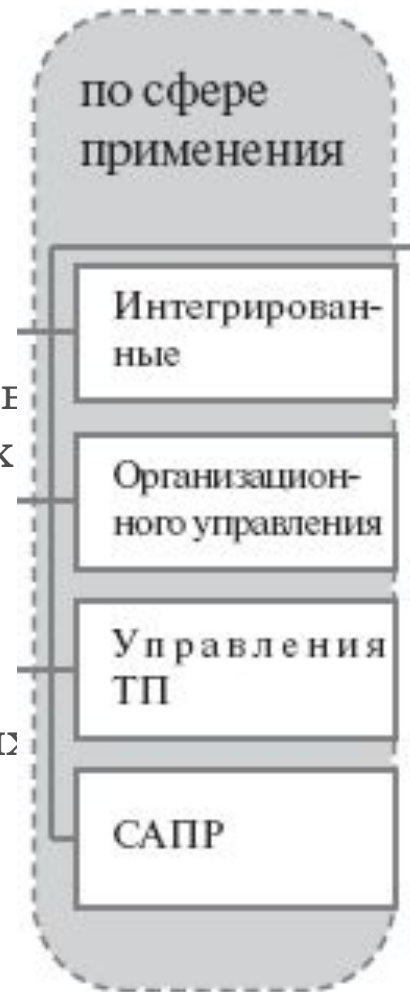 по сфере
применения
Интегрирован-
ные
Организацион-
ного управления
Управления
ТП
САПР